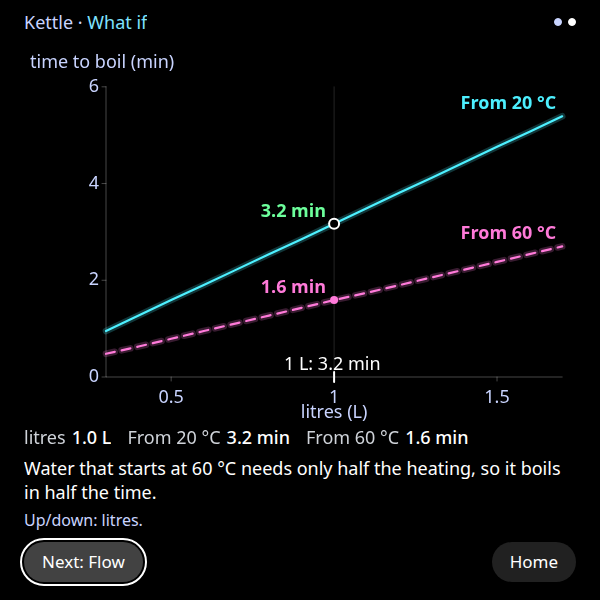 Kettle · What if
time to boil (min)
6
From 20 °C
4
3.2 min
From 60 °C
2
1.6 min
1 L: 3.2 min
0
0.5 1 1.5
litres (L)
litres 1.0 L From 20 °C 3.2 min From 60 °C 1.6 min
Water that starts at 60 °C needs only half the heating, so it boils
in half the time.
Up/down: litres.
Next: Flow Home